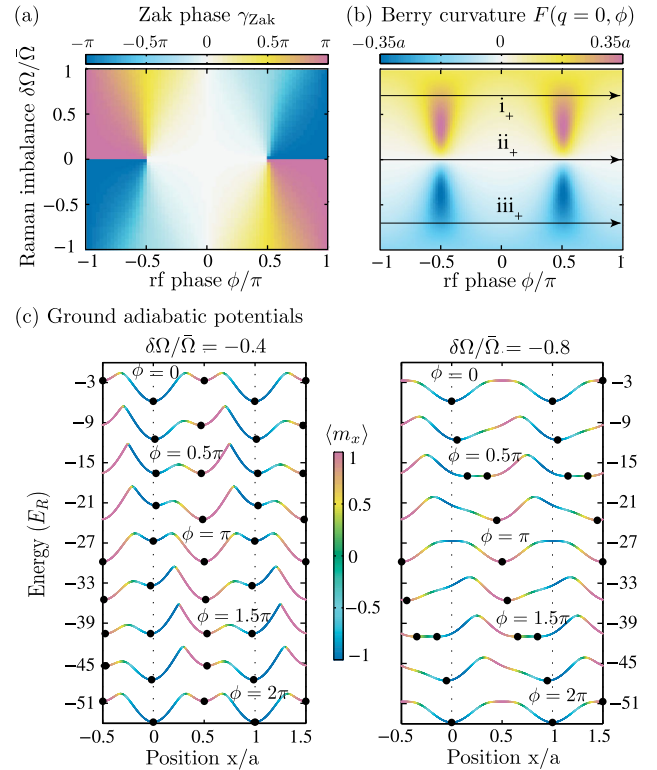 (a) Zak phase γ_Zak
−π −0.5π 0 0.5π π
Raman imbalance δΩ/Ω̄
1
0.5
0
−0.5
−1
−1 −0.5 0 0.5 1
rf phase ϕ/π
(b) Berry curvature F(q = 0, ϕ)
−0.35a 0 0.35a
i₊
ii₊
iii₊
−1 −0.5 0 0.5 1
rf phase ϕ/π
(c) Ground adiabatic potentials
δΩ/Ω̄ = −0.4
Energy (E_R)
−3
−9
−15
−21
−27
−33
−39
−45
−51
ϕ = 0
ϕ = 0.5π
ϕ = π
ϕ = 1.5π
ϕ = 2π
−0.5 0 0.5 1 1.5
Position x/a
⟨m_x⟩
1
0.5
0
−0.5
−1
δΩ/Ω̄ = −0.8
ϕ = 0
ϕ = 0.5π
ϕ = π
ϕ = 1.5π
ϕ = 2π
−3
−9
−15
−21
−27
−33
−39
−45
−51
−0.5 0 0.5 1 1.5
Position x/a